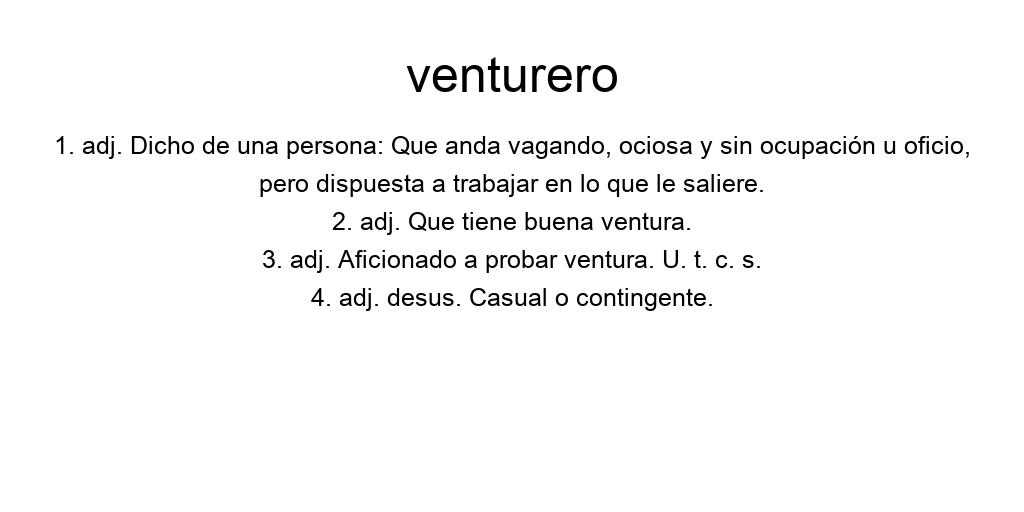 venturero
1. adj. Dicho de una persona: Que anda vagando, ociosa y sin ocupación u oficio,
pero dispuesta a trabajar en lo que le saliere.
2. adj. Que tiene buena ventura.
3. adj. Aficionado a probar ventura. U. t. c. s.
4. adj. desus. Casual o contingente.